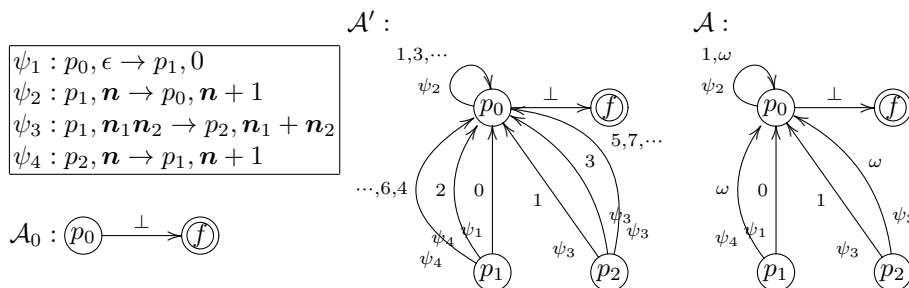 𝒜′ :
𝒜 :
ψ₁ : p₀, ϵ → p₁, 0
ψ₂ : p₁, n → p₀, n + 1
ψ₃ : p₁, n₁n₂ → p₂, n₁ + n₂
ψ₄ : p₂, n → p₁, n + 1
𝒜₀ : p₀ ⊥ f
1,3,⋯
ψ₂
p₀
⊥
f
5,7,⋯
⋯,6,4
2
0
1
3
ψ₃
ψ₃
ψ₄
ψ₁
ψ₄
ψ₃
p₁
p₂
1,ω
ψ₂
p₀
⊥
f
ω
ω
0
1
ψ₁
ψ₃
ψ₄
ψ₃
p₁
p₂